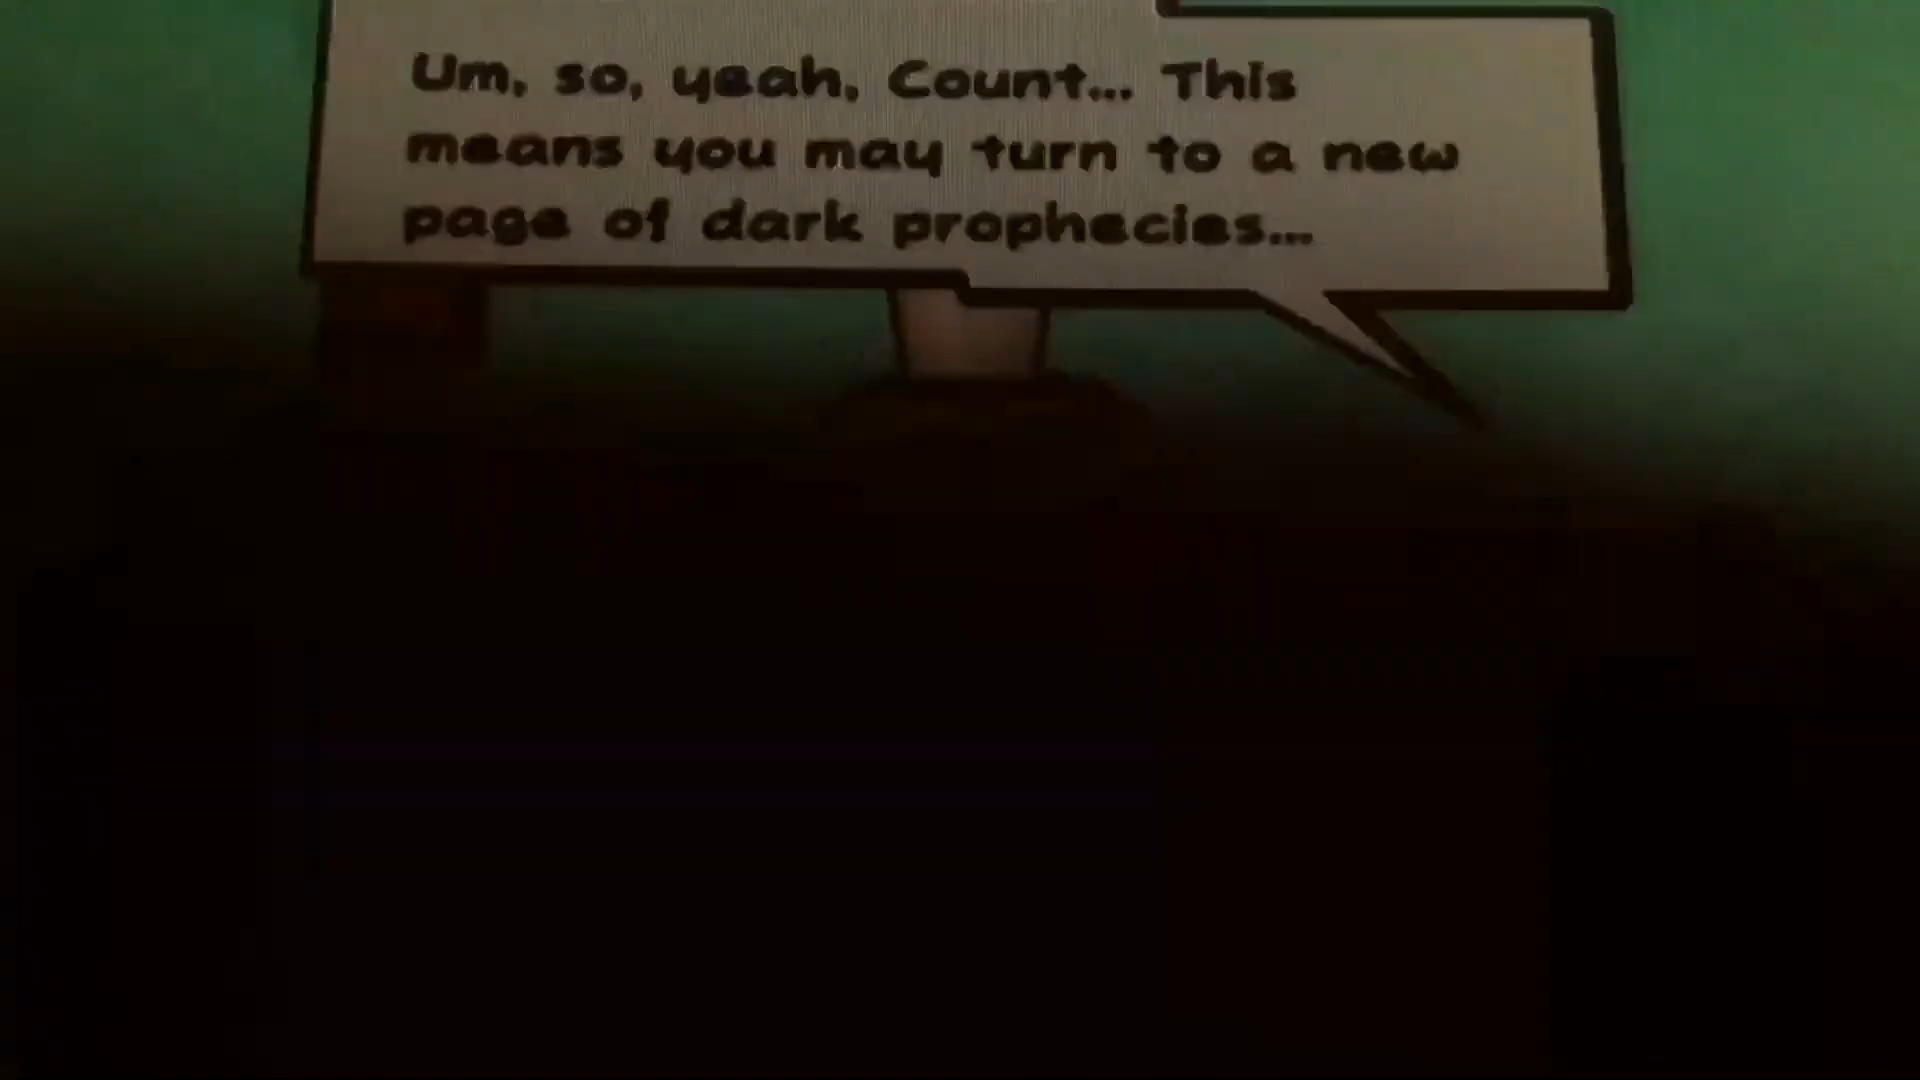 Um, so, yeah, Count... This
means you may turn to a new
page of dark prophecies...